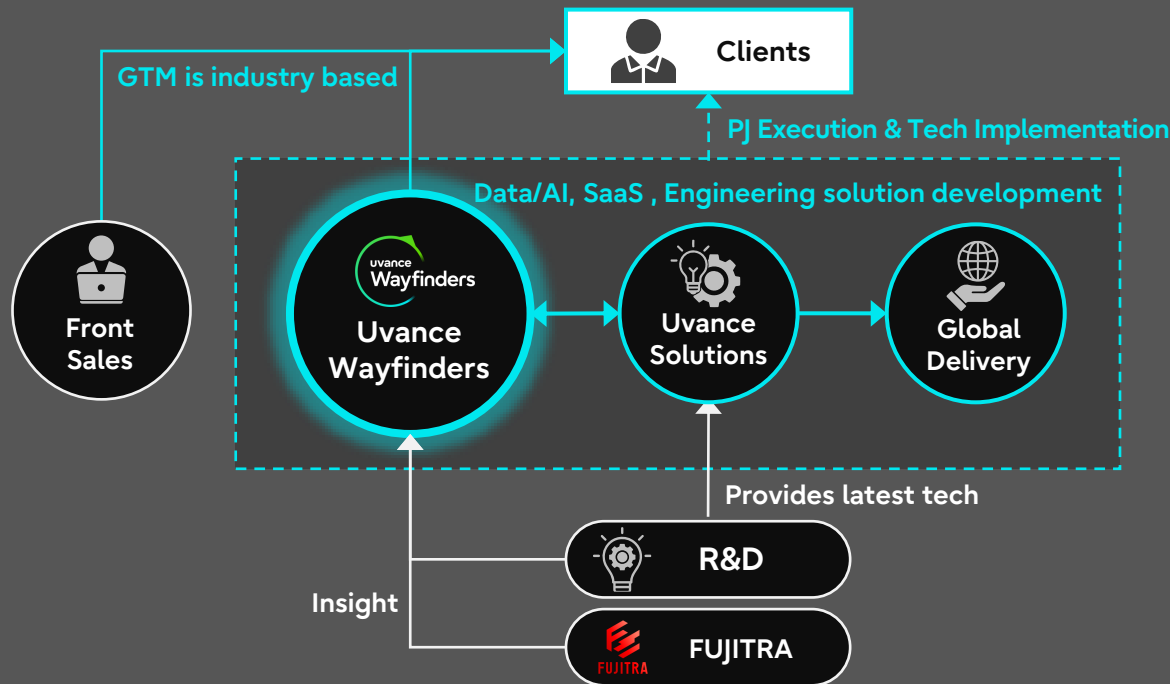 Clients
GTM is industry based
PJ Execution & Tech Implementation
Data/AI, SaaS , Engineering solution development
Front
Sales
uvance
Wayfinders
Uvance
Wayfinders
Uvance
Solutions
Global
Delivery
Provides latest tech
R&D
Insight
FUJITRA
FUJITRA